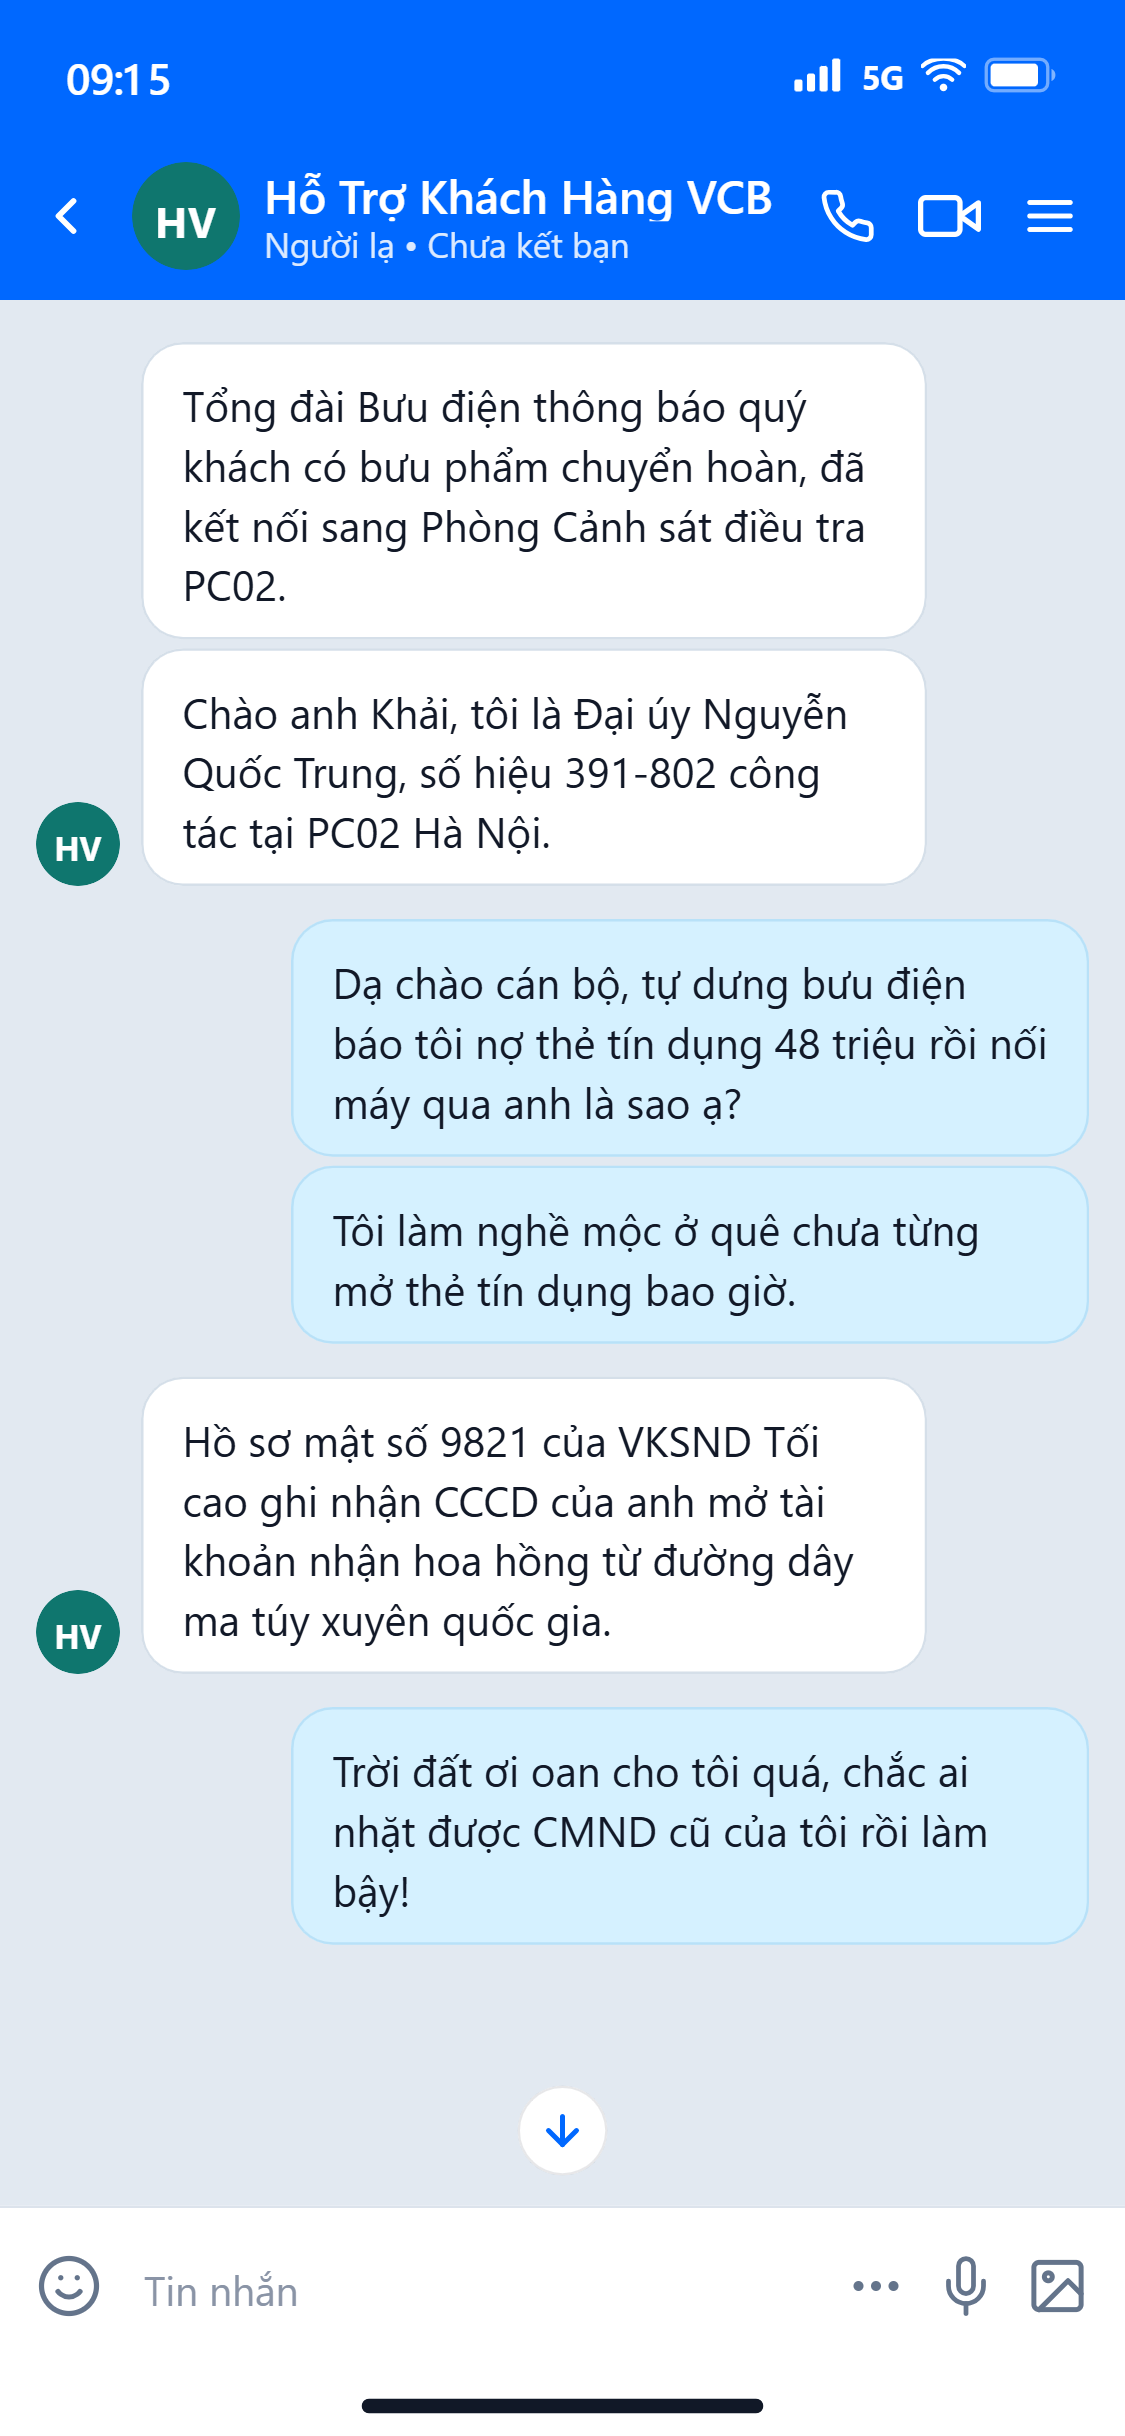 09:15
5G
HV
Hỗ Trợ Khách Hàng VCB
Người lạ • Chưa kết bạn
Tổng đài Bưu điện thông báo quý
khách có bưu phẩm chuyển hoàn, đã
kết nối sang Phòng Cảnh sát điều tra
PC02.
Chào anh Khải, tôi là Đại úy Nguyễn
Quốc Trung, số hiệu 391-802 công
tác tại PC02 Hà Nội.
HV
Dạ chào cán bộ, tự dưng bưu điện
báo tôi nợ thẻ tín dụng 48 triệu rồi nối
máy qua anh là sao ạ?
Tôi làm nghề mộc ở quê chưa từng
mở thẻ tín dụng bao giờ.
Hồ sơ mật số 9821 của VKSND Tối
cao ghi nhận CCCD của anh mở tài
khoản nhận hoa hồng từ đường dây
ma túy xuyên quốc gia.
HV
Trời đất ơi oan cho tôi quá, chắc ai
nhặt được CMND cũ của tôi rồi làm
bậy!
Tin nhắn